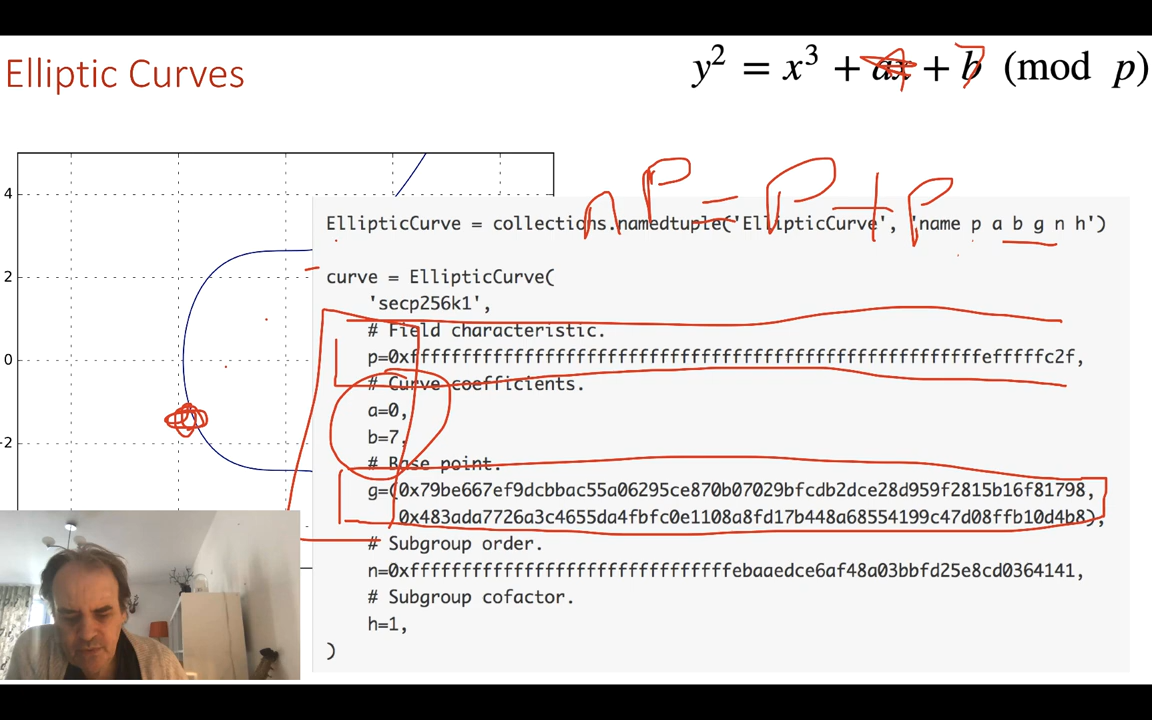 Elliptic Curves
y² = x³ + ax + b (mod p)
7
nP = P + P
4
2
0
-2
EllipticCurve = collections.namedtuple('EllipticCurve', 'name p a b g n h')
curve = EllipticCurve(
'secp256k1',
# Field characteristic.
p=0xfffffffffffffffffffffffffffffffffffffffffffffffffffffffefffffc2f,
# Curve coefficients.
a=0,
b=7,
# Base point.
g=(0x79be667ef9dcbbac55a06295ce870b07029bfcdb2dce28d959f2815b16f81798,
0x483ada7726a3c4655da4fbfc0e1108a8fd17b448a68554199c47d08ffb10d4b8),
# Subgroup order.
n=0xfffffffffffffffffffffffffffffffebaaedce6af48a03bbfd25e8cd0364141,
# Subgroup cofactor.
h=1,
)